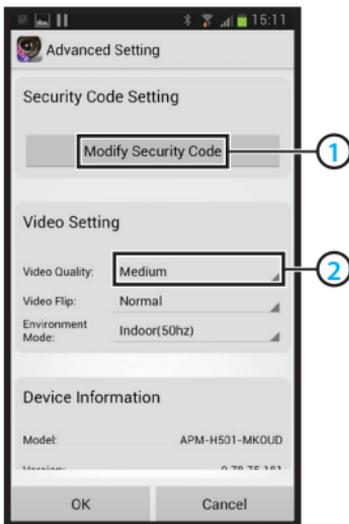 15:11
Advanced Setting
Security Code Setting
Modify Security Code
1
Video Setting
Video Quality: Medium
2
Video Flip: Normal
Environment Mode: Indoor(50hz)
Device Information
Model: APM-H501-MKOUD
OK Cancel